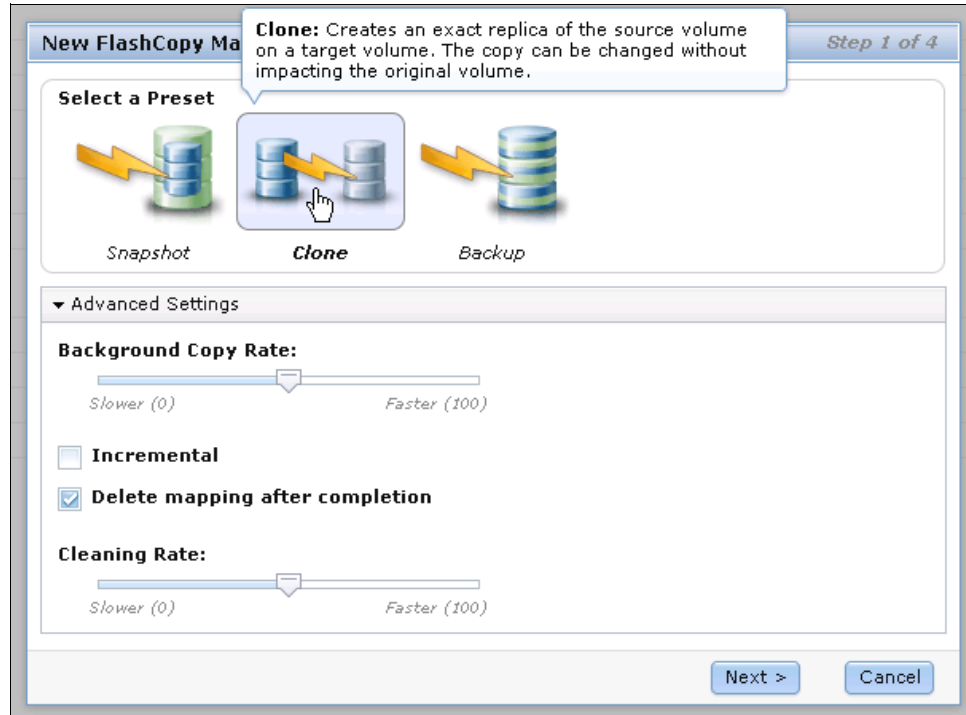 New FlashCopy Ma
Clone: Creates an exact replica of the source volume
on a target volume. The copy can be changed without
impacting the original volume.
Step 1 of 4
Select a Preset
Snapshot
Clone
Backup
Advanced Settings
Background Copy Rate:
Slower (0)
Faster (100)
Incremental
Delete mapping after completion
Cleaning Rate:
Slower (0)
Faster (100)
Next >
Cancel